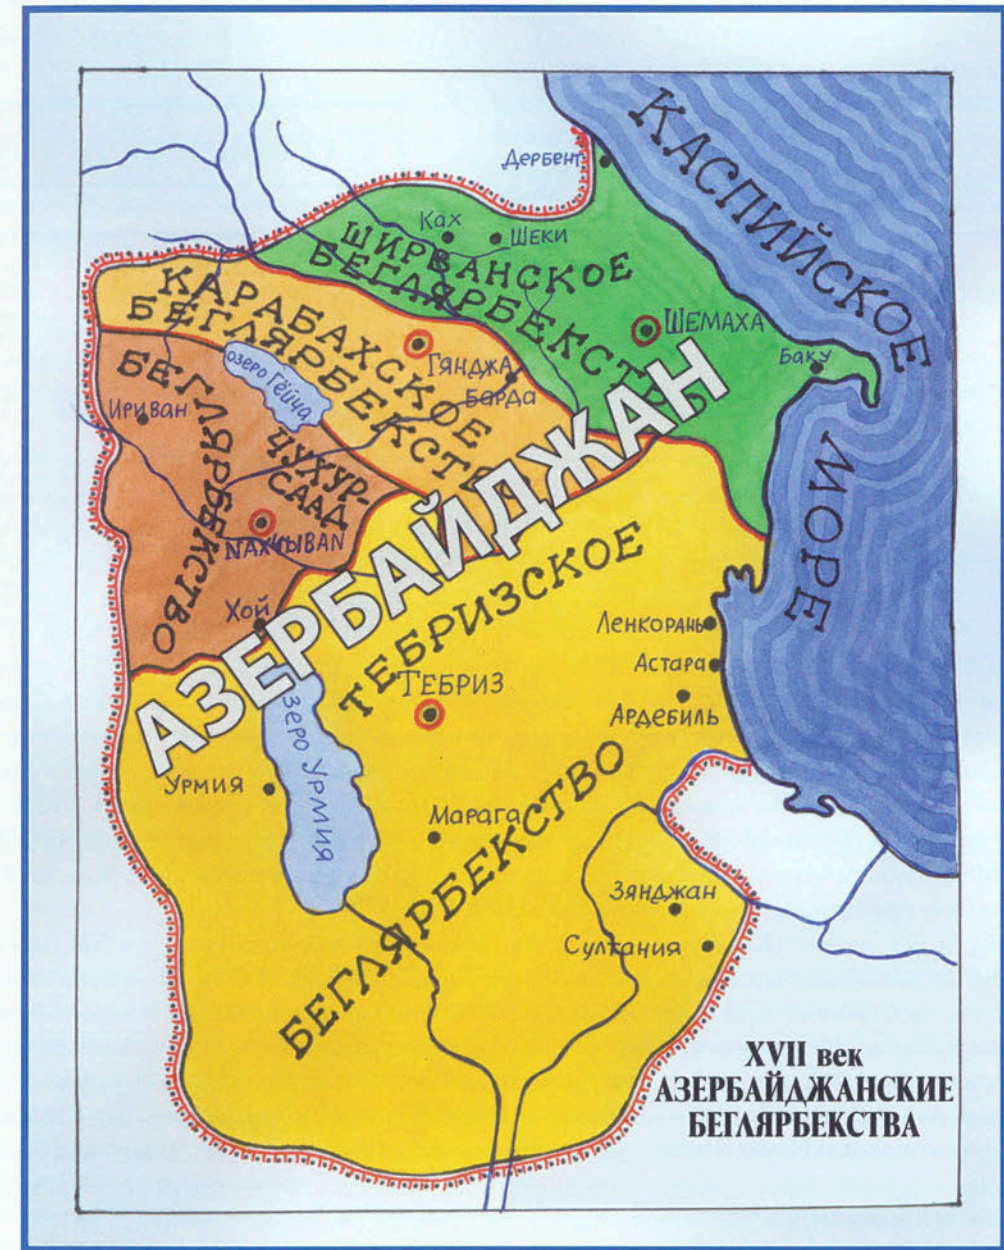 КАСПИЙСКОЕ
МОРЕ
Дербент
Ках
Шеки
ШИРВАНСКОЕ
БЕГЛЯРБЕКСТВО
ШЕМАХА
Баку
КАРАБАХСКОЕ
БЕГЛЯРБЕКСТВО
ГЯНДЖА
БАРДА
озеро Гёйча
БЕГЛЯРБЕКСТВО
Ириван
ЧУХУР-
СААД
НАХЧЫВАН
Хой
АЗЕРБАЙДЖАН
ТЕБРИЗСКОЕ
БЕГЛЯРБЕКСТВО
ТЕБРИЗ
Ленкорань
Астара
Ардебиль
Урмия
озеро Урмия
Марага
Зянджан
Султания
XVII век
АЗЕРБАЙДЖАНСКИЕ
БЕГЛЯРБЕКСТВА